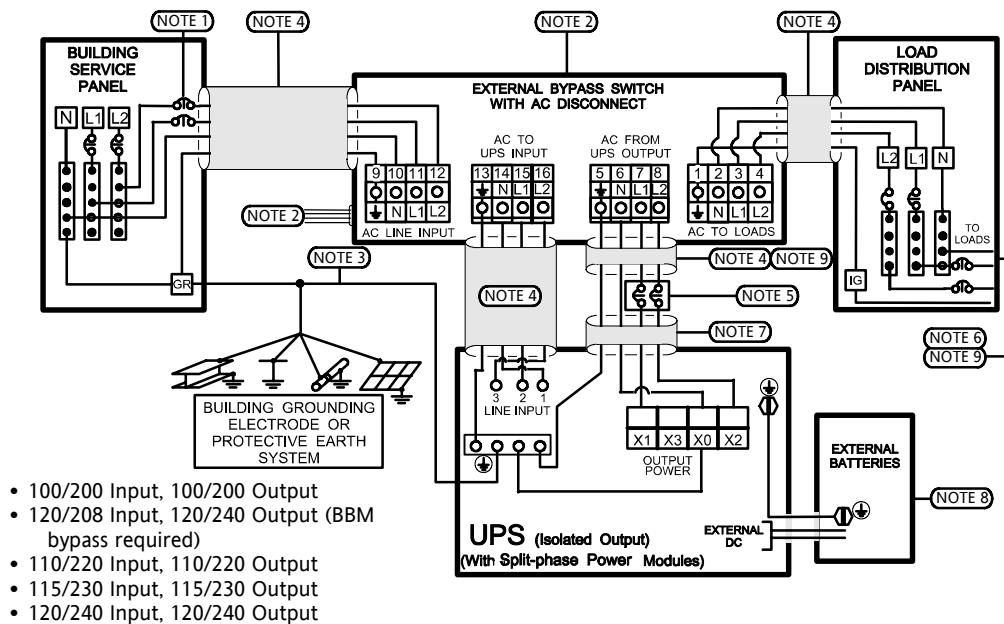 NOTE 1
NOTE 4
NOTE 2
NOTE 4
BUILDING
SERVICE
PANEL
N L1 L2
GR
EXTERNAL BYPASS SWITCH
WITH AC DISCONNECT
AC TO
UPS INPUT
AC FROM
UPS OUTPUT
9 10 11 12
N L1 L2
AC LINE INPUT
13 14 15 16
N L1 L2
5 6 7 8
N L1 L2
1 2 3 4
N L1 L2
AC TO LOADS
LOAD
DISTRIBUTION
PANEL
L2 L1 N
TO
LOADS
IG
NOTE 2
NOTE 3
NOTE 4
NOTE 4
NOTE 9
NOTE 5
NOTE 7
NOTE 6
NOTE 9
BUILDING GROUNDING
ELECTRODE OR
PROTECTIVE EARTH
SYSTEM
3 2 1
LINE INPUT
X1 X3 X0 X2
OUTPUT
POWER
UPS (Isolated Output)
(With Split-phase Power Modules)
EXTERNAL
DC
EXTERNAL
BATTERIES
NOTE 8
• 100/200 Input, 100/200 Output
• 120/208 Input, 120/240 Output (BBM
bypass required)
• 110/220 Input, 110/220 Output
• 115/230 Input, 115/230 Output
• 120/240 Input, 120/240 Output